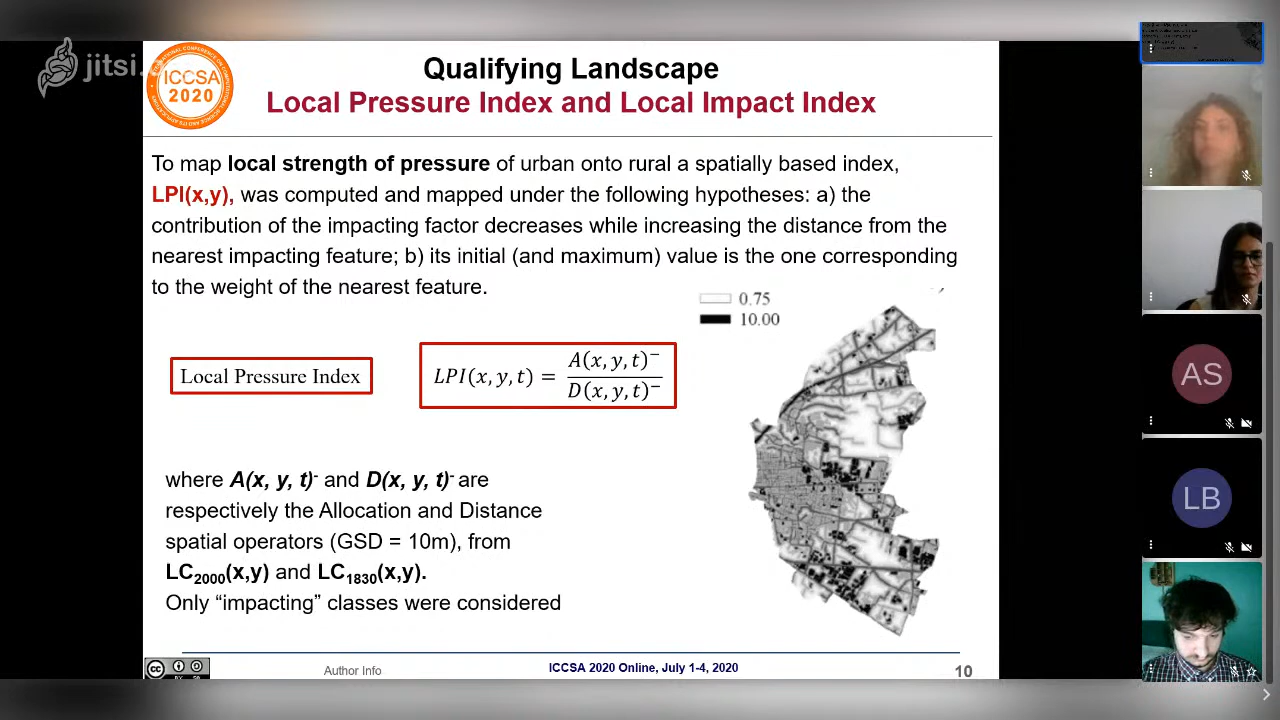 jitsi.
ICCSA
2020
Qualifying Landscape
Local Pressure Index and Local Impact Index
To map local strength of pressure of urban onto rural a spatially based index,
LPI(x,y), was computed and mapped under the following hypotheses: a) the
contribution of the impacting factor decreases while increasing the distance from the
nearest impacting feature; b) its initial (and maximum) value is the one corresponding
to the weight of the nearest feature.
0.75
10.00
Local Pressure Index
LPI(x,y,t) = A(x,y,t)⁻ / D(x,y,t)⁻
where A(x, y, t)⁻ and D(x, y, t)⁻ are
respectively the Allocation and Distance
spatial operators (GSD = 10m), from
LC₂₀₀₀(x,y) and LC₁₈₃₀(x,y).
Only “impacting” classes were considered
Author Info
ICCSA 2020 Online, July 1-4, 2020
10
AS
LB